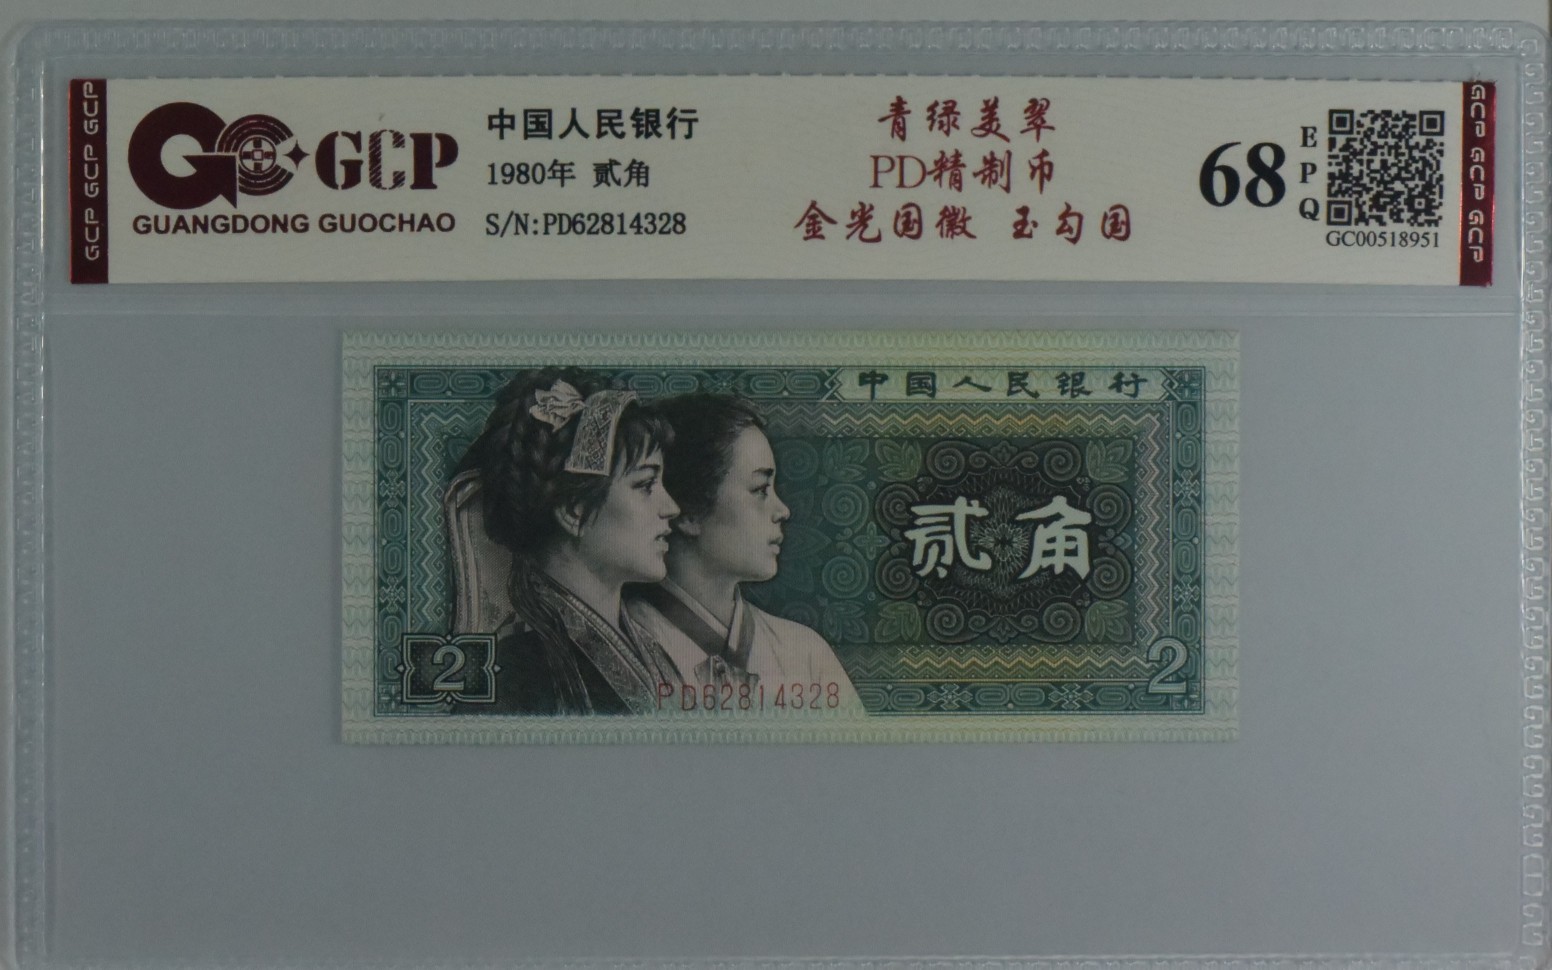 GCP GCP GCP
GCP
GUANGDONG GUOCHAO
中国人民银行
1980年 贰角
S/N:PD62814328
青绿美翠
PD精制币
金光国徽 玉勾国
68
EPQ
GC00518951
GCP GCP GCP
中国人民银行
贰角
2
2
PD62814328